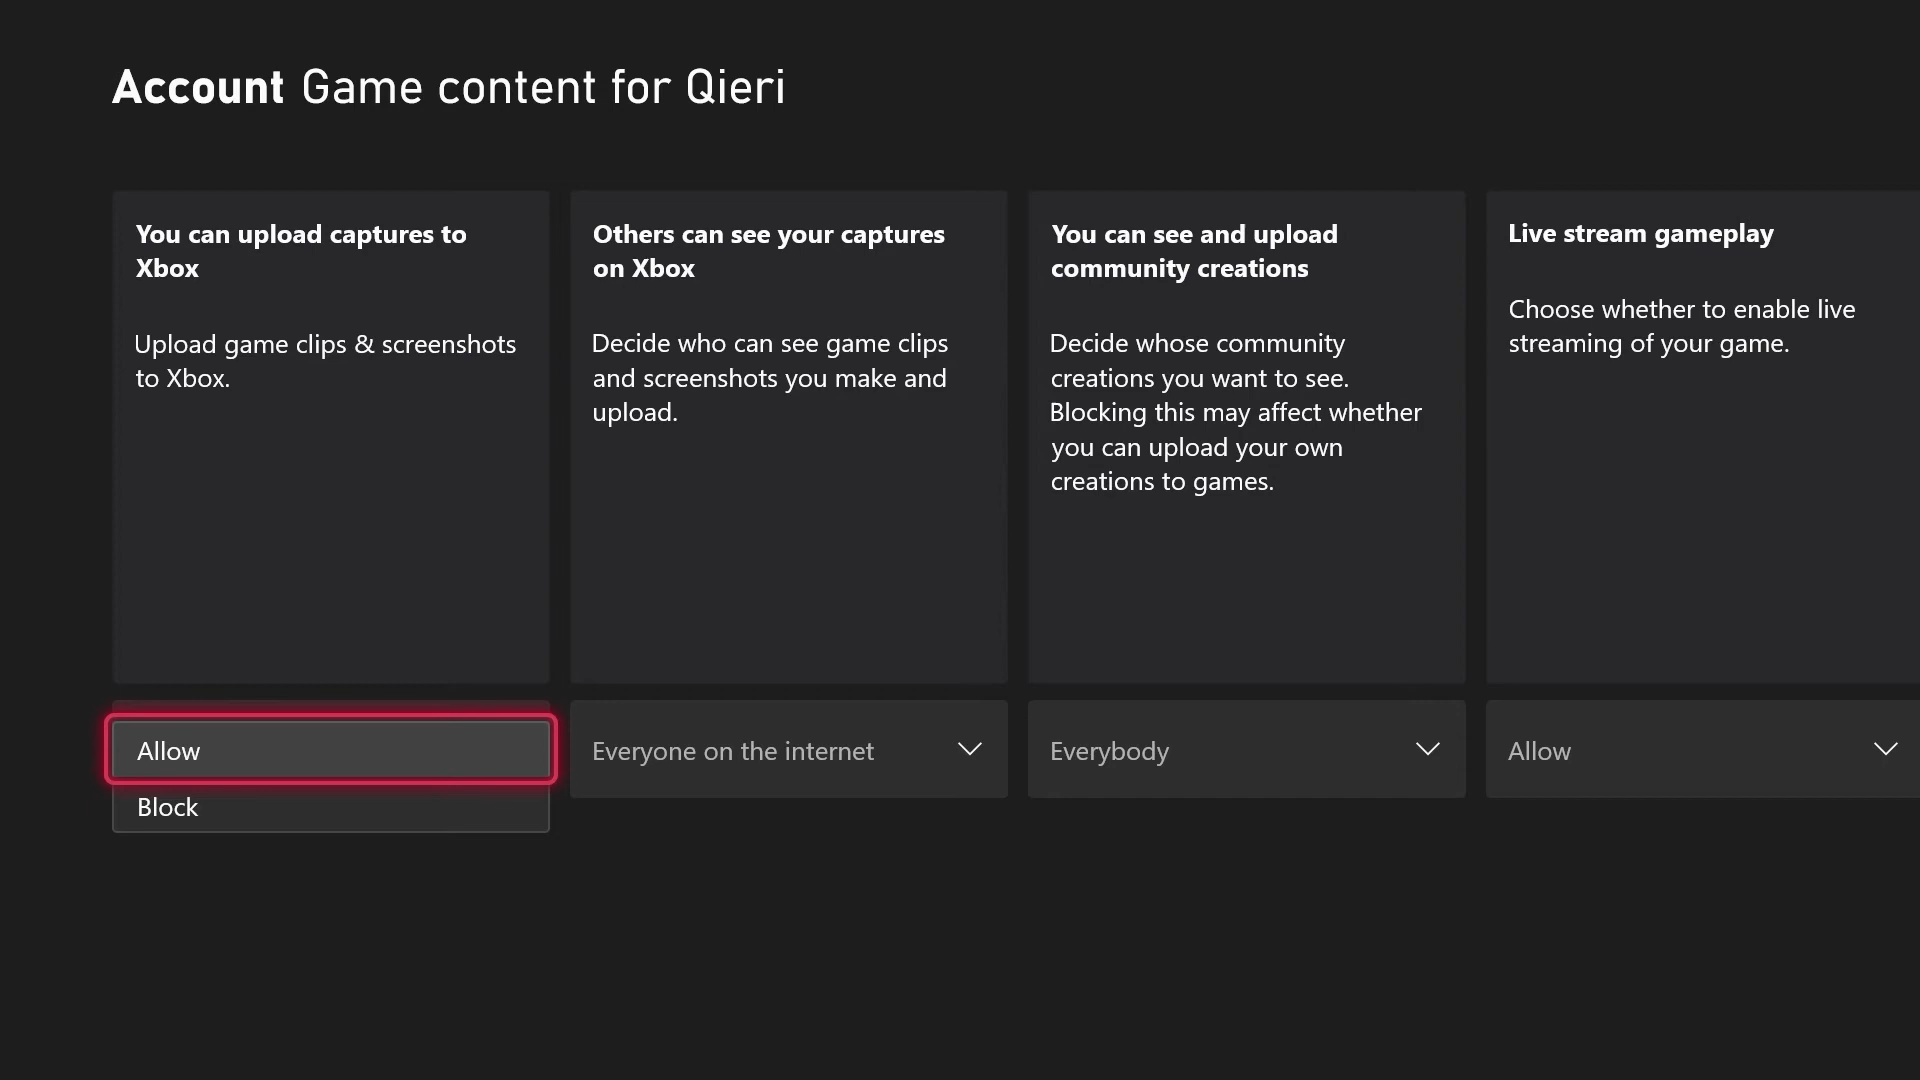 Account Game content for Qieri
You can upload captures to
Xbox
Upload game clips & screenshots
to Xbox.
Allow
Block
Others can see your captures
on Xbox
Decide who can see game clips
and screenshots you make and
upload.
Everyone on the internet
You can see and upload
community creations
Decide whose community
creations you want to see.
Blocking this may affect whether
you can upload your own
creations to games.
Everybody
Live stream gameplay
Choose whether to enable live
streaming of your game.
Allow